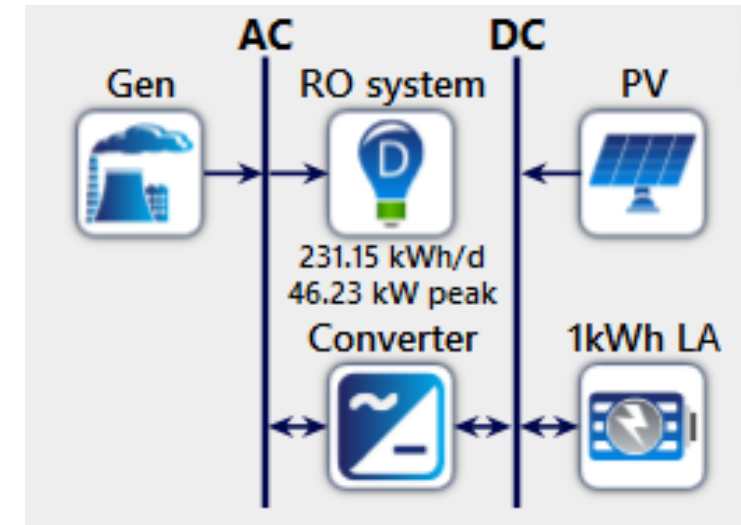 AC
DC
Gen
RO system
PV
D
231.15 kWh/d
46.23 kW peak
Converter
1kWh LA